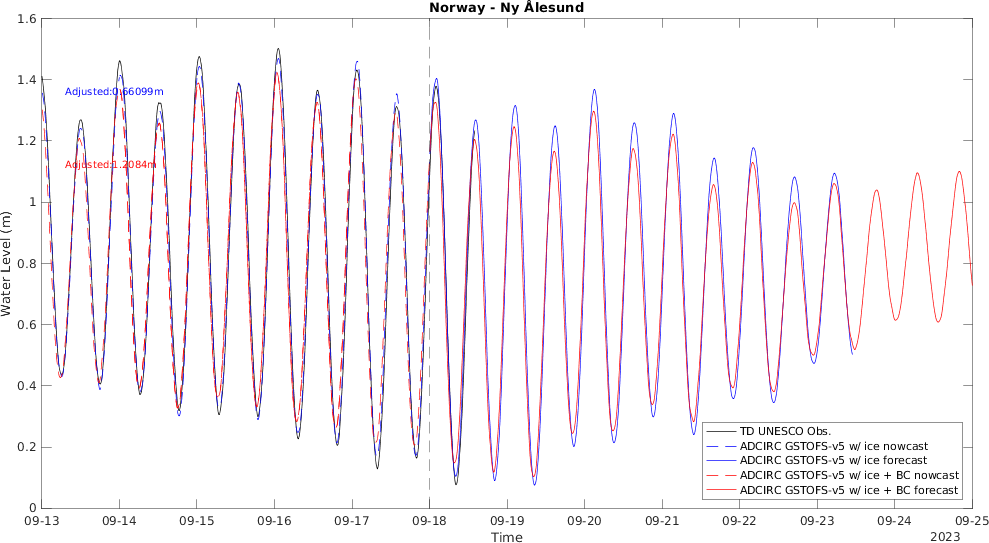 Norway - Ny Ålesund
1.6
1.4
1.2
1
0.8
0.6
0.4
0.2
0
Water Level (m)
Adjusted:0.66099m
Adjusted:1.2084m
TD UNESCO Obs.
ADCIRC GSTOFS-v5 w/ ice nowcast
ADCIRC GSTOFS-v5 w/ ice forecast
ADCIRC GSTOFS-v5 w/ ice + BC nowcast
ADCIRC GSTOFS-v5 w/ ice + BC forecast
09-13 09-14 09-15 09-16 09-17 09-18 09-19 09-20 09-21 09-22 09-23 09-24 09-25
Time
2023